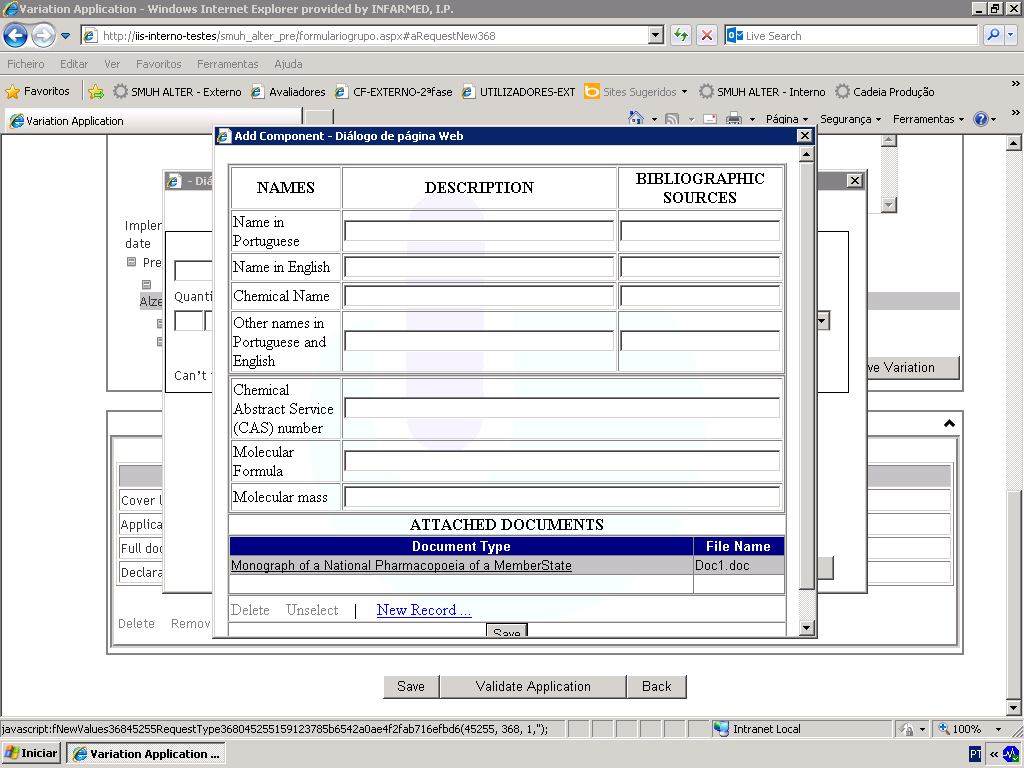 Variation Application - Windows Internet Explorer provided by INFARMED, I.P.
http://iis-interno-testes/smuh_alter_pre/formulariogrupo.aspx#aRequestNew368
Live Search
Ficheiro Editar Ver Favoritos Ferramentas Ajuda
Favoritos SMUH ALTER - Externo Avaliadores CF-EXTERNO-2ªfase UTILIZADORES-EXT Sites Sugeridos SMUH ALTER - Interno Cadeia Produção »
Variation Application
Página Segurança Ferramentas »
Add Component - Diálogo de página Web
- Diá
NAMES DESCRIPTION BIBLIOGRAPHIC SOURCES
Name in Portuguese
Name in English
Chemical Name
Other names in Portuguese and English
Chemical Abstract Service (CAS) number
Molecular Formula
Molecular mass
ATTACHED DOCUMENTS
Document Type File Name
Monograph of a National Pharmacopoeia of a MemberState Doc1.doc
Delete Unselect | New Record ...
Save
Implem
date
Pre
Quanti
Alze
Can't
ve Variation
Cover
Applica
Full doc
Declara
Delete Remov
Save Validate Application Back
javascript:fNewValues36845255RequestType368045255159123785b6542a0ae4f2fab716efbd6(45255, 368, 1,'');
Intranet Local
100%
Iniciar Variation Application ... PT «